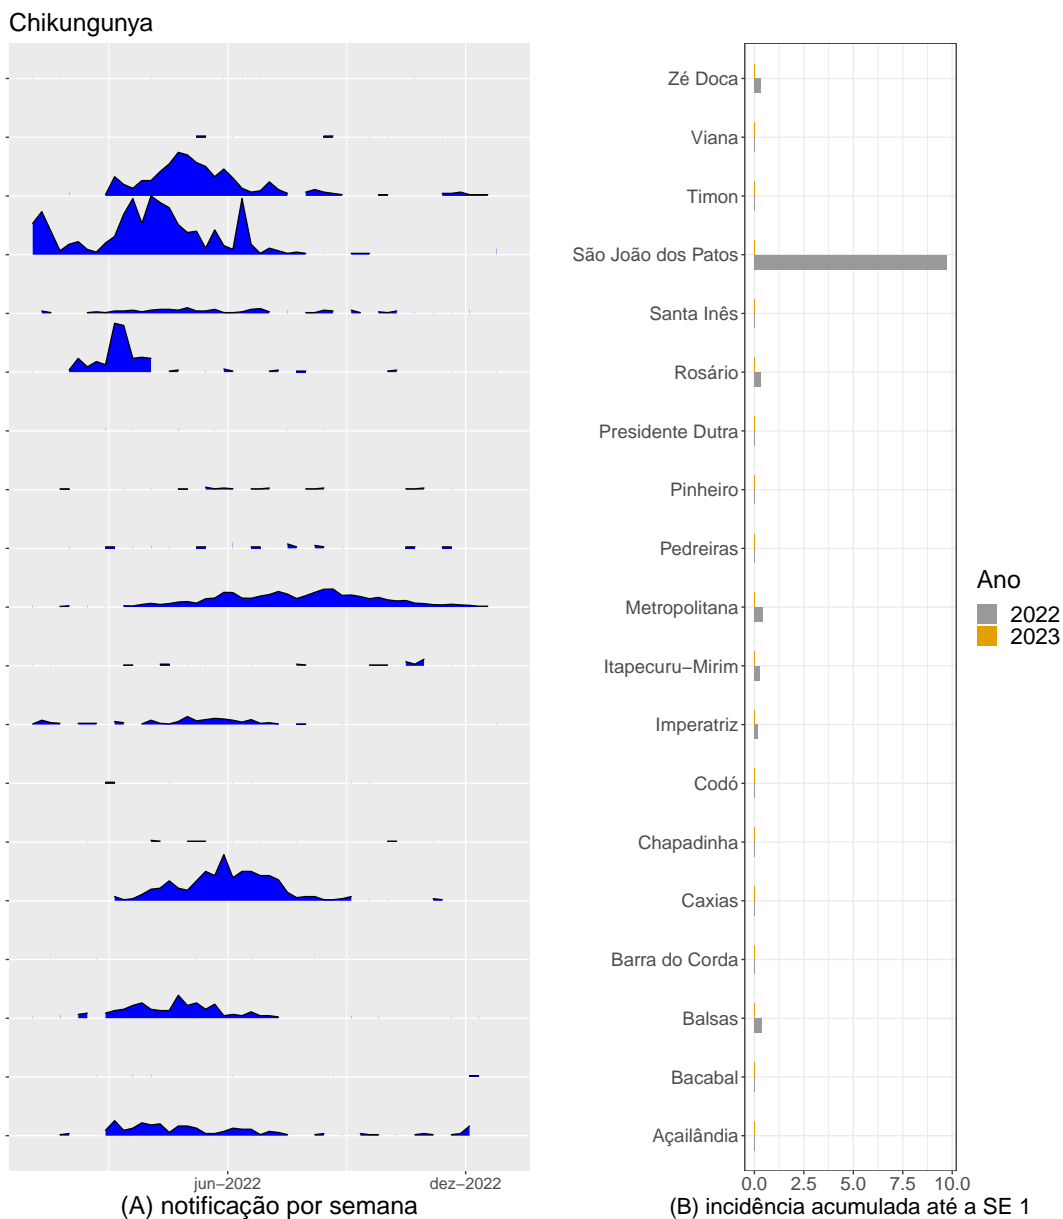 Chikungunya
Zé Doca
Viana
Timon
São João dos Patos
Santa Inês
Rosário
Presidente Dutra
Pinheiro
Pedreiras
Metropolitana
Itapecuru−Mirim
Imperatriz
Codó
Chapadinha
Caxias
Barra do Corda
Balsas
Bacabal
Açailândia
Ano
2022
2023
jun−2022 dez−2022
0.0 2.5 5.0 7.5 10.0
(A) notificação por semana
(B) incidência acumulada até a SE 1